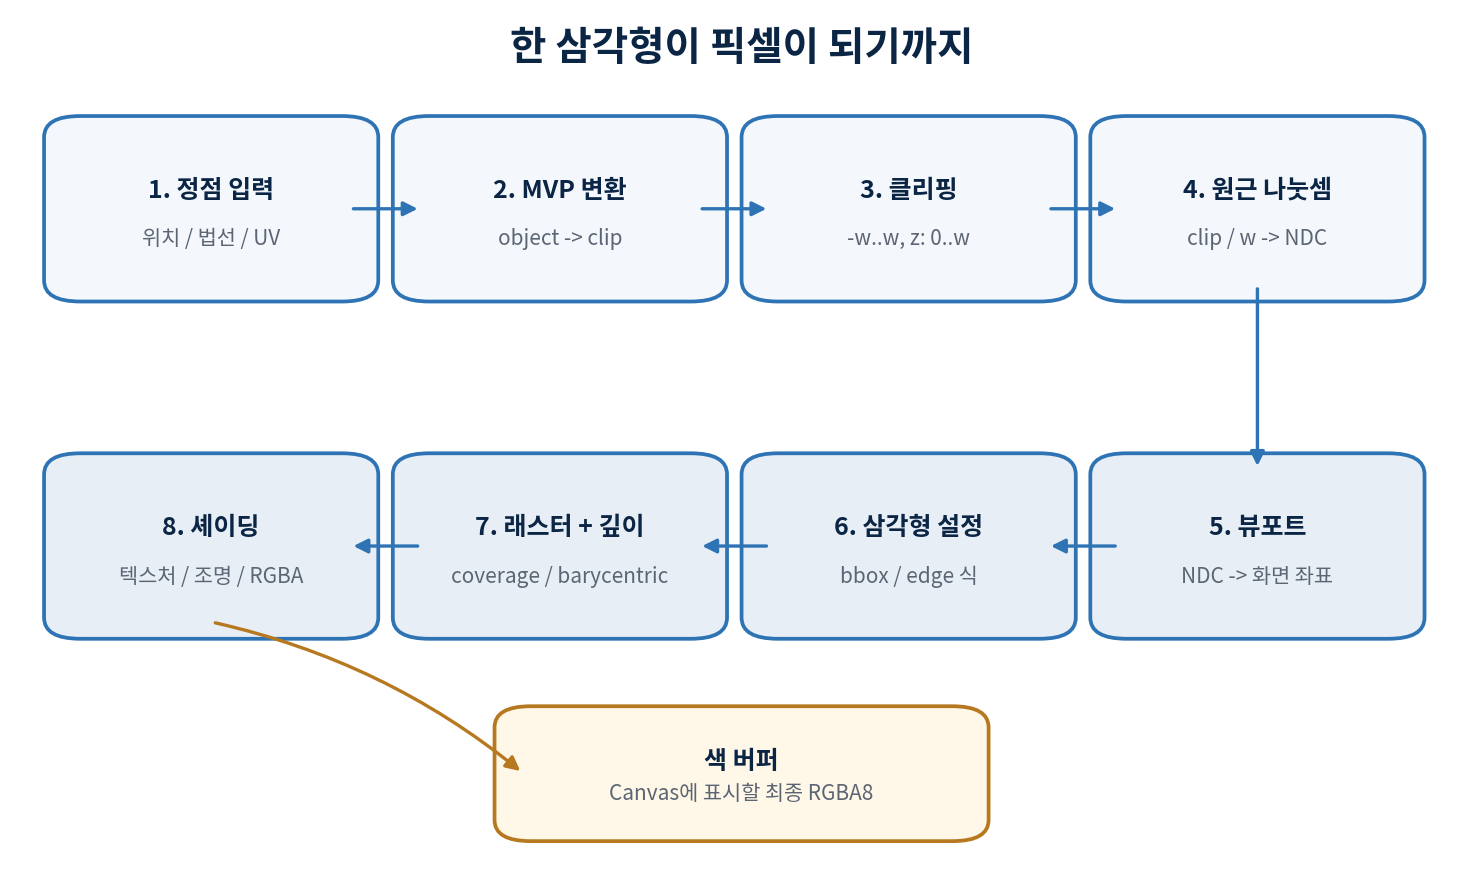 한 삼각형이 픽셀이 되기까지
1. 정점 입력
위치 / 법선 / UV
2. MVP 변환
object -> clip
3. 클리핑
-w..w, z: 0..w
4. 원근 나눗셈
clip / w -> NDC
5. 뷰포트
NDC -> 화면 좌표
6. 삼각형 설정
bbox / edge 식
7. 래스터 + 깊이
coverage / barycentric
8. 셰이딩
텍스처 / 조명 / RGBA
색 버퍼
Canvas에 표시할 최종 RGBA8